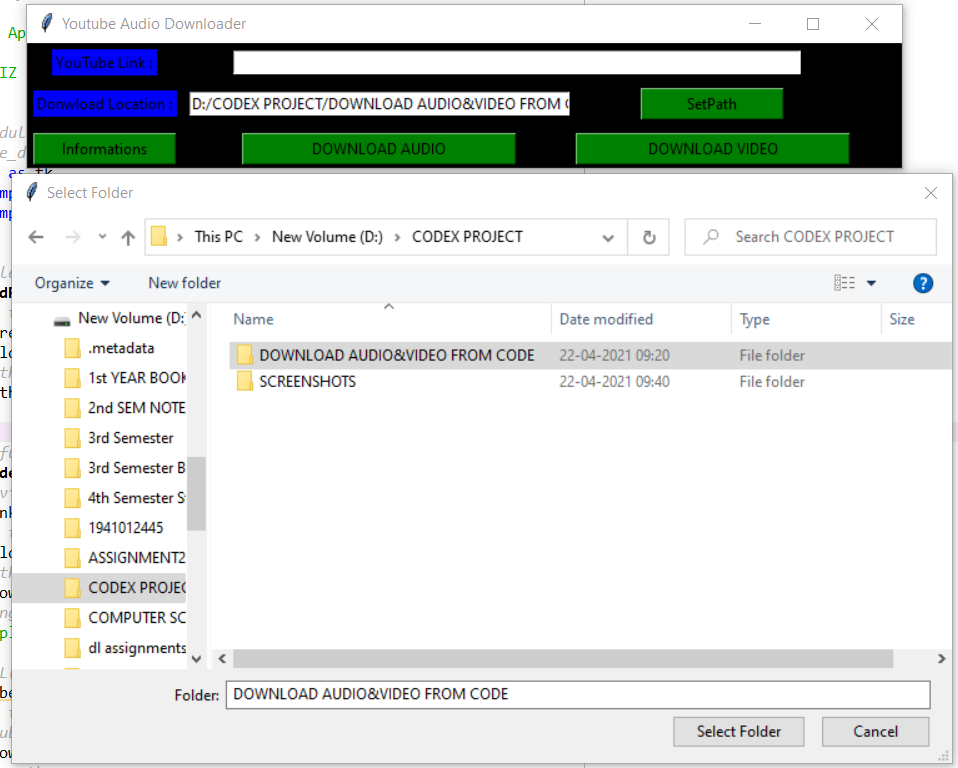 Youtube Audio Downloader
YouTube Link :
Donwload Location : D:/CODEX PROJECT/DOWNLOAD AUDIO&VIDEO FROM SetPath
Informations DOWNLOAD AUDIO DOWNLOAD VIDEO
Select Folder
This PC New Volume (D:) CODEX PROJECT Search CODEX PROJECT
Organize New folder
New Volume (D: Name Date modified Type Size
.metadata
DOWNLOAD AUDIO&VIDEO FROM CODE 22-04-2021 09:20 File folder
1st YEAR BOOK SCREENSHOTS 22-04-2021 09:40 File folder
2nd SEM NOTE
3rd Semester
3rd Semester B
4th Semester S
1941012445
ASSIGNMENT2
CODEX PROJEC
COMPUTER SC
dl assignments
Folder: DOWNLOAD AUDIO&VIDEO FROM CODE
Select Folder Cancel